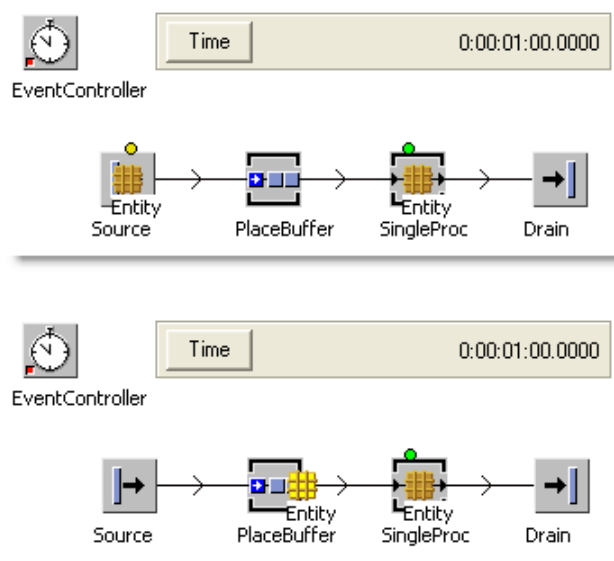 Time 0:00:01:00.0000
EventController
Entity Entity
Source PlaceBuffer SingleProc Drain
Time 0:00:01:00.0000
EventController
Entity Entity
Source PlaceBuffer SingleProc Drain